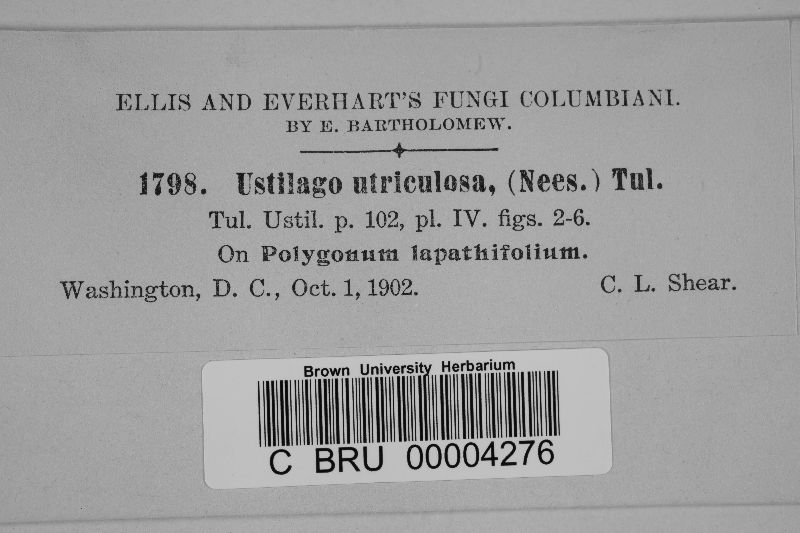 ELLIS AND EVERHART'S FUNGI COLUMBIANI.
BY E. BARTHOLOMEW.
1798. Ustilago utriculosa, (Nees.) Tul.
Tul. Ustil. p. 102, pl. IV. figs. 2-6.
On Polygonum lapathifolium.
Washington, D. C., Oct. 1, 1902. C. L. Shear.
Brown University Herbarium
C BRU 00004276